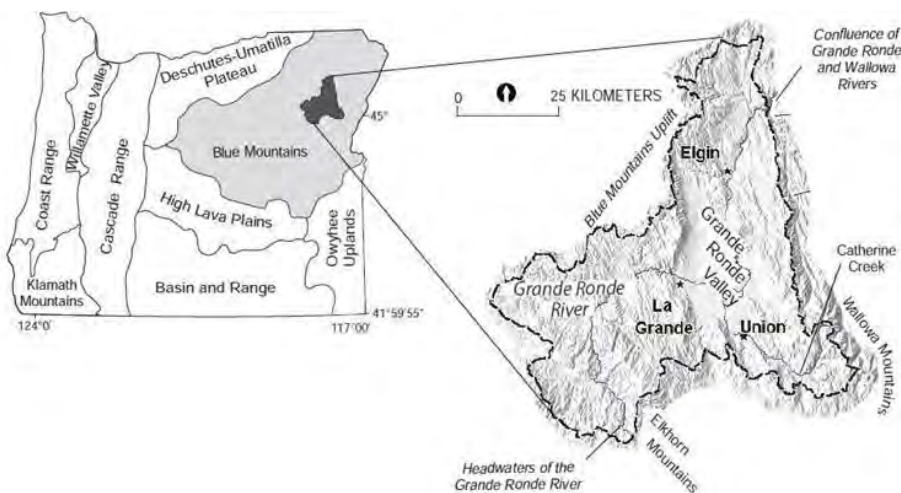 Deschutes-Umatilla
Plateau
Willamette Valley
Coast Range
Cascade Range
Blue Mountains
45°
High Lava Plains
Owyhee
Uplands
Klamath
Mountains
Basin and Range
124°0'
117°00'
41°59'55"
0
25 KILOMETERS
Confluence of
Grande Ronde
and Wallowa
Rivers
Blue Mountains Uplift
Elgin
Grande
Ronde
Valley
Catherine
Creek
Grande Ronde
River
La
Grande
Union
Wallowa Mountains
Elkhorn
Mountains
Headwaters of the
Grande Ronde River